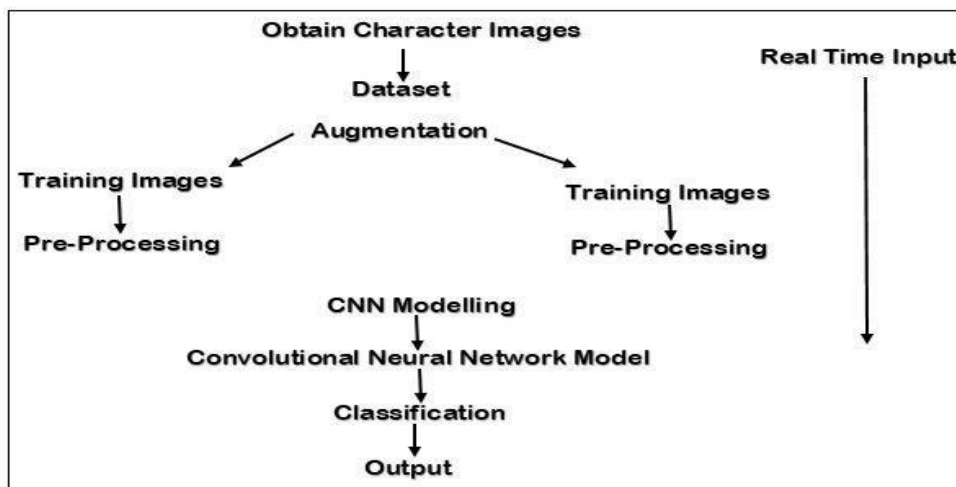 Obtain Character Images
Real Time Input
Dataset
Augmentation
Training Images
Training Images
Pre-Processing
Pre-Processing
CNN Modelling
Convolutional Neural Network Model
Classification
Output